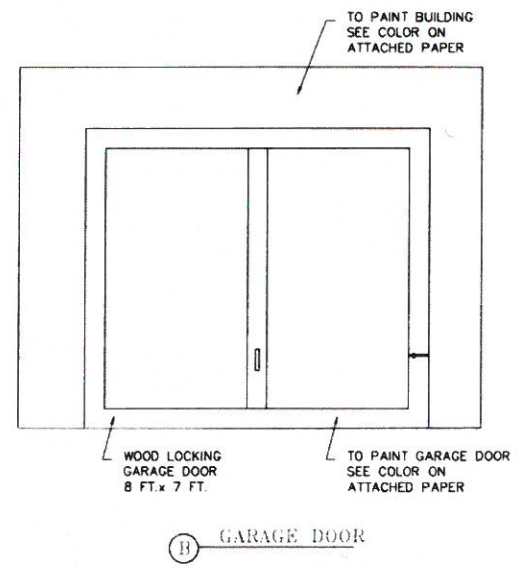 TO PAINT BUILDING
SEE COLOR ON
ATTACHED PAPER
WOOD LOCKING
GARAGE DOOR
8 FT.x 7 FT.
TO PAINT GARAGE DOOR
SEE COLOR ON
ATTACHED PAPER
B GARAGE DOOR